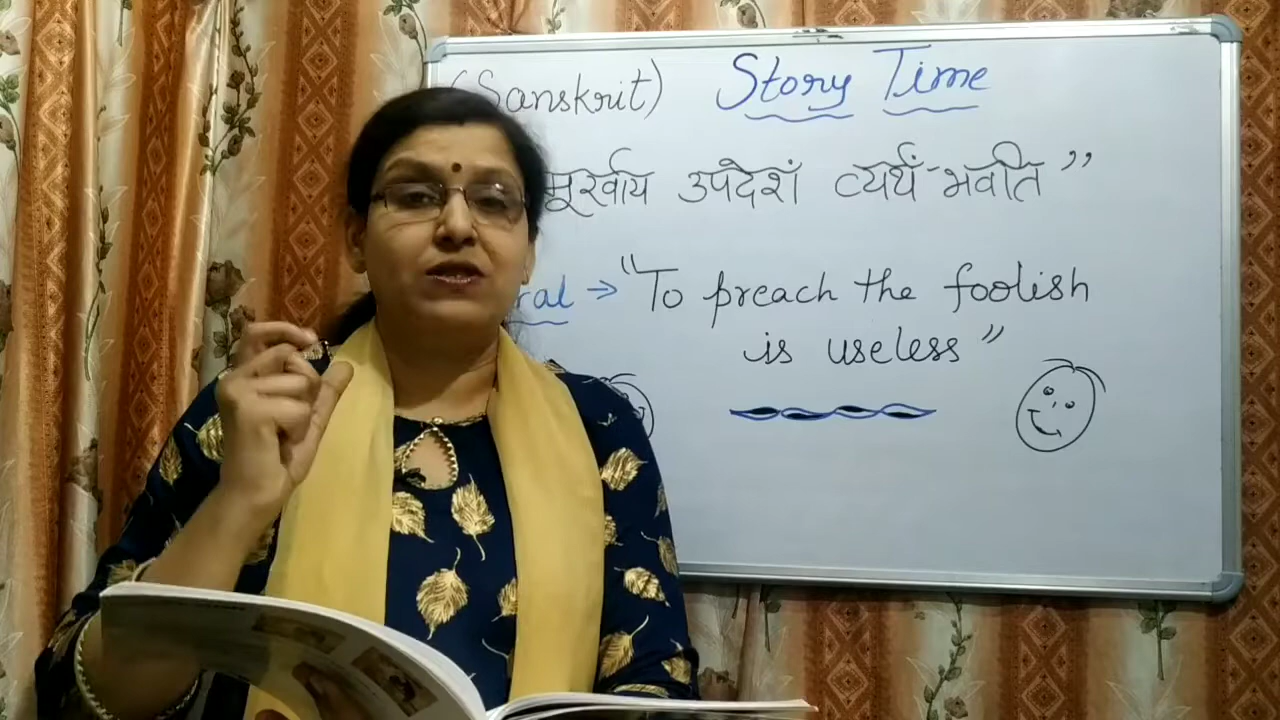 (Sanskrit) Story Time
मूर्खाय उपदेशं व्यर्थं भवति”
ral → “To preach the foolish
is useless”